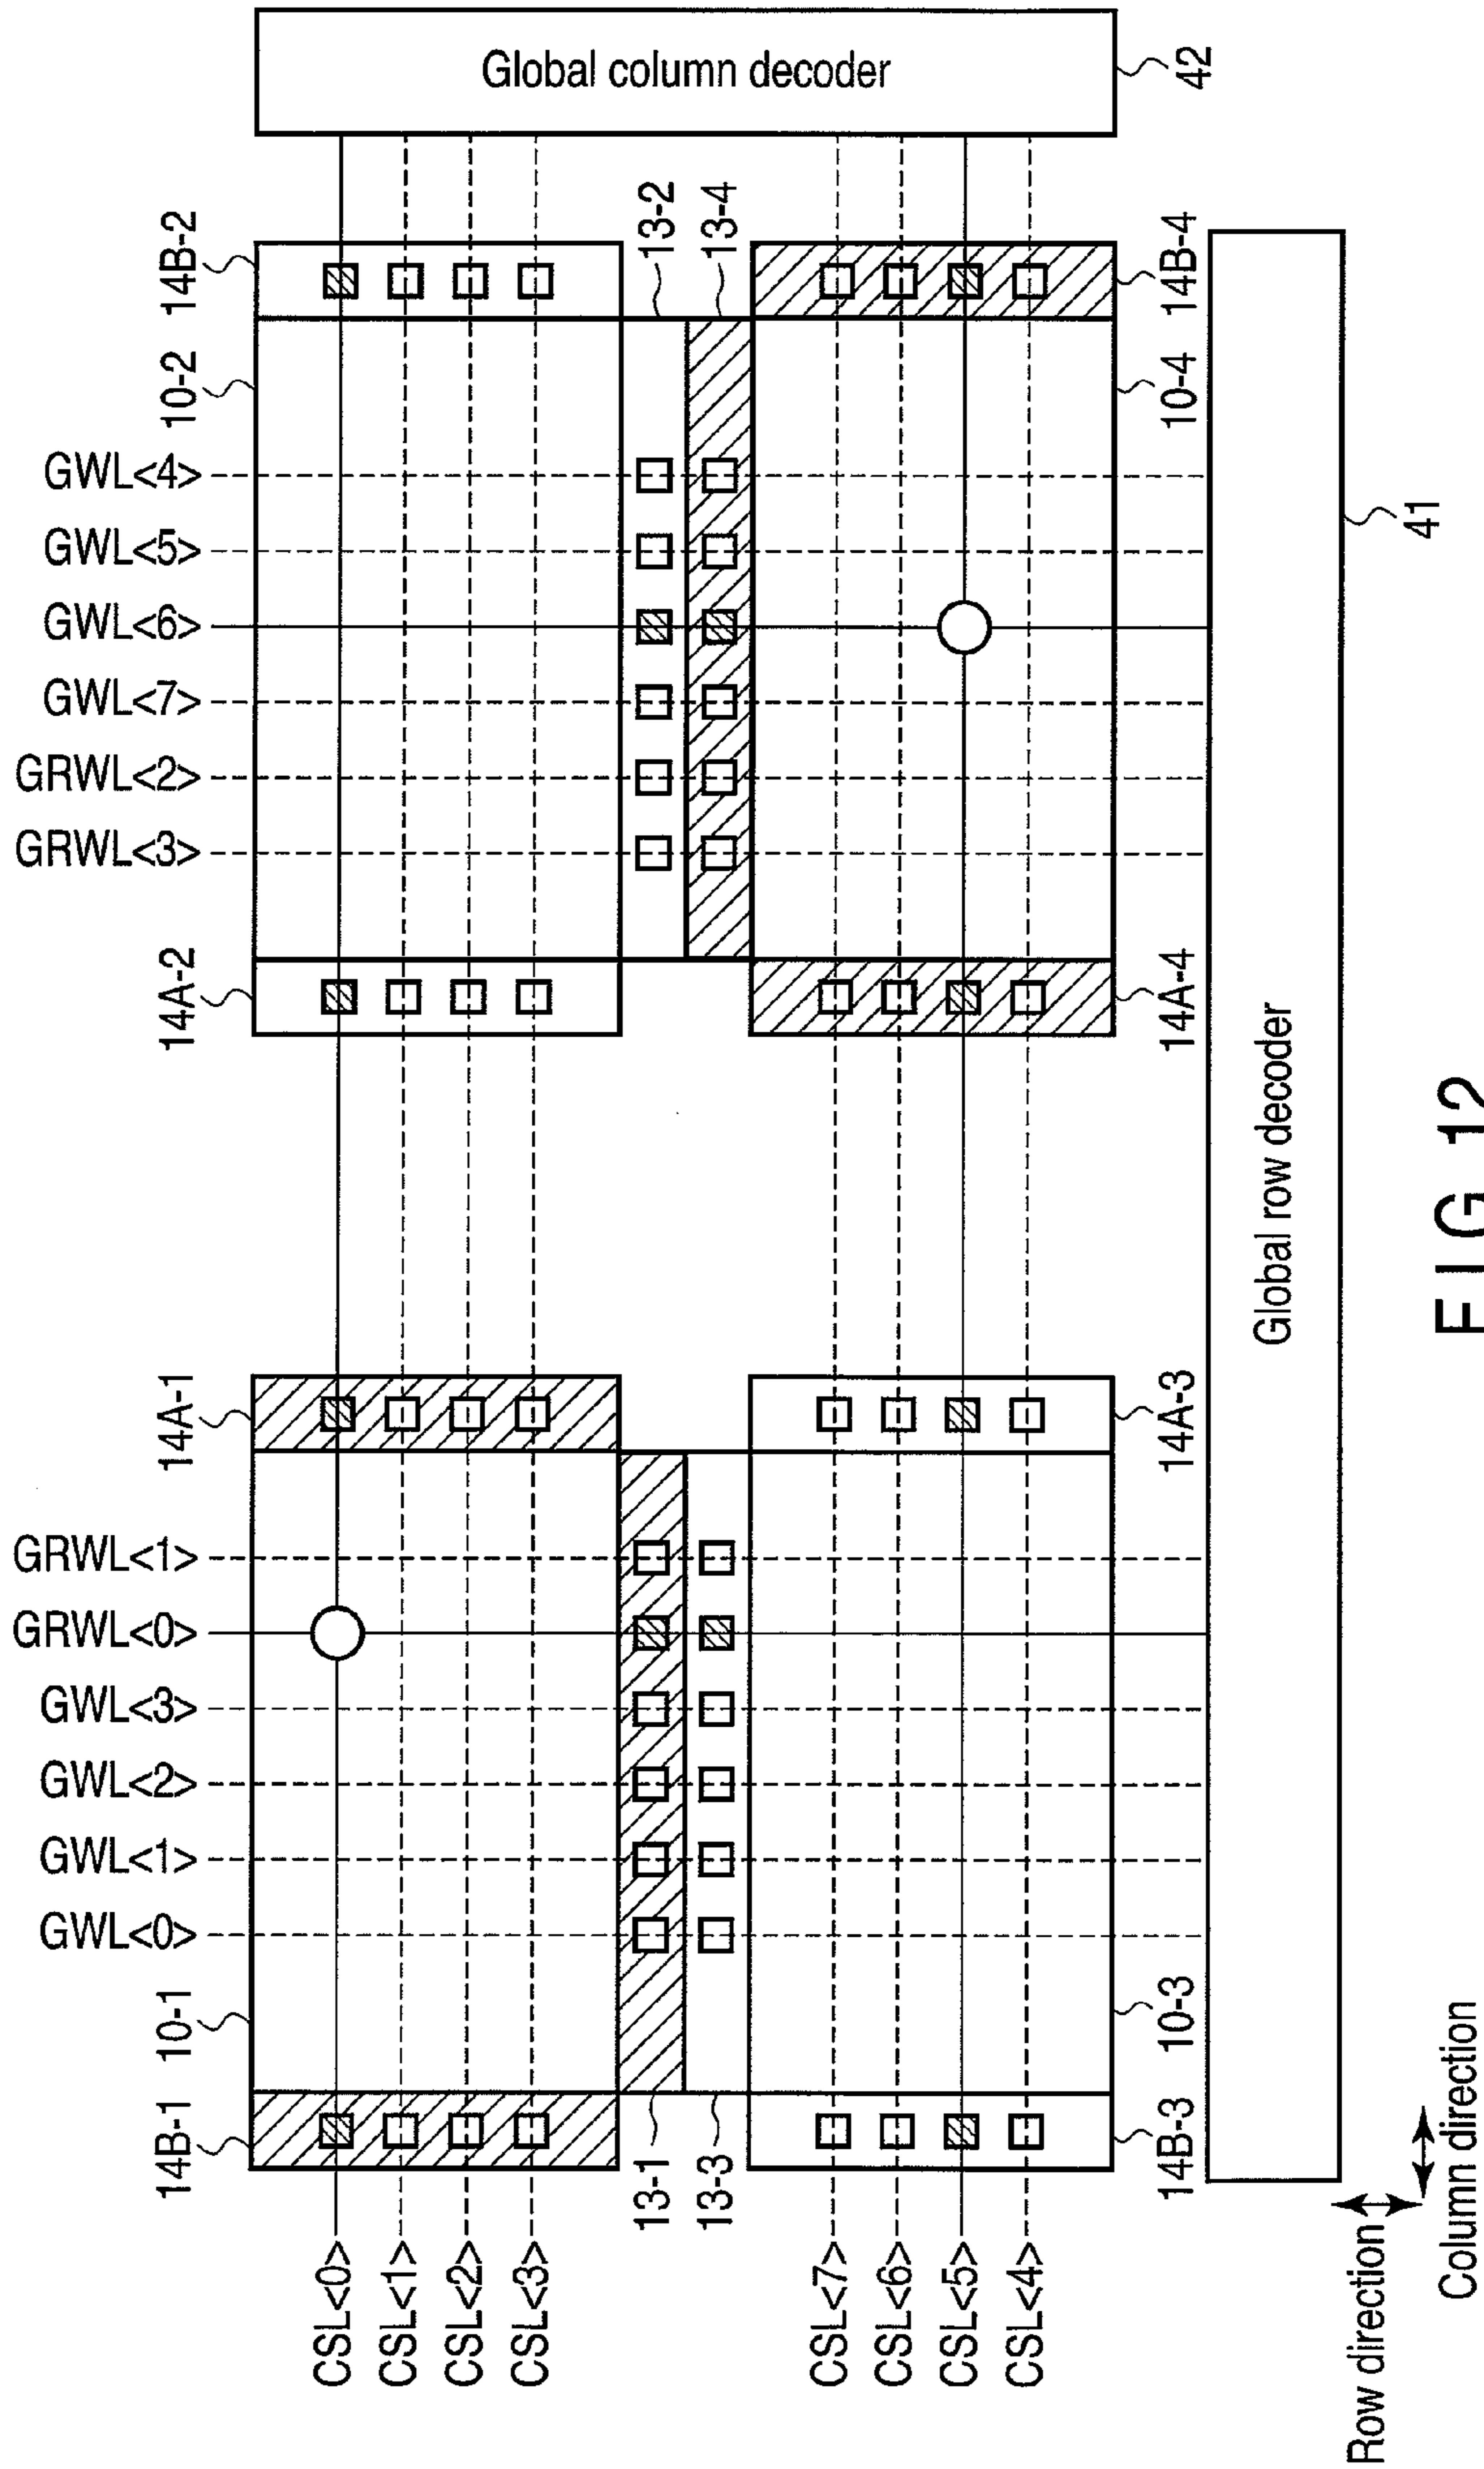 Global column decoder
42
14B-2
10-2
GWL<4>
GWL<5>
GWL<6>
GWL<7>
GRWL<2>
GRWL<3>
14A-2
13-2
13-4
14B-4
10-4
14A-4
41
14A-1
GRWL<1>
GRWL<0>
GWL<3>
GWL<2>
GWL<1>
GWL<0>
10-1
14B-1
14A-3
10-3
14B-3
13-1
13-3
Global row decoder
CSL<0>
CSL<1>
CSL<2>
CSL<3>
CSL<7>
CSL<6>
CSL<5>
CSL<4>
Row direction
Column direction
FIG. 12